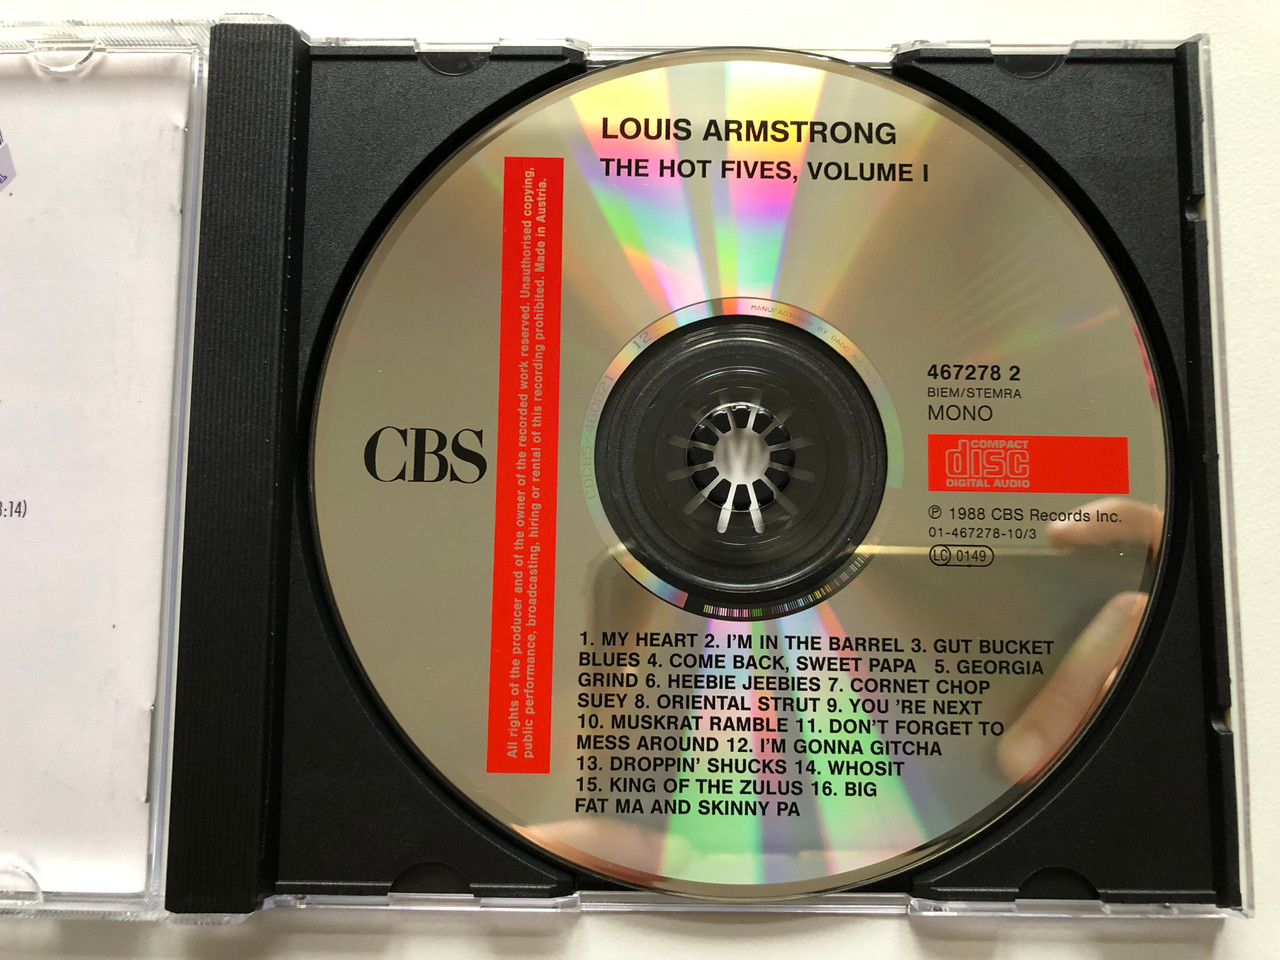 LOUIS ARMSTRONG
THE HOT FIVES, VOLUME I
All rights of the producer and of the owner of the recorded work reserved. Unauthorised copying,
public performance, broadcasting, hiring or rental of this recording prohibited. Made in Austria.
MANUFACTURED BY DADC
12
CBS
467278 2
BIEM/STEMRA
MONO
COMPACT
disc
DIGITAL AUDIO
℗ 1988 CBS Records Inc.
01-467278-10/3
LC 0149
3:14)
1. MY HEART 2. I'M IN THE BARREL 3. GUT BUCKET
BLUES 4. COME BACK, SWEET PAPA 5. GEORGIA
GRIND 6. HEEBIE JEEBIES 7. CORNET CHOP
SUEY 8. ORIENTAL STRUT 9. YOU 'RE NEXT
10. MUSKRAT RAMBLE 11. DON'T FORGET TO
MESS AROUND 12. I'M GONNA GITCHA
13. DROPPIN' SHUCKS 14. WHOSIT
15. KING OF THE ZULUS 16. BIG
FAT MA AND SKINNY PA